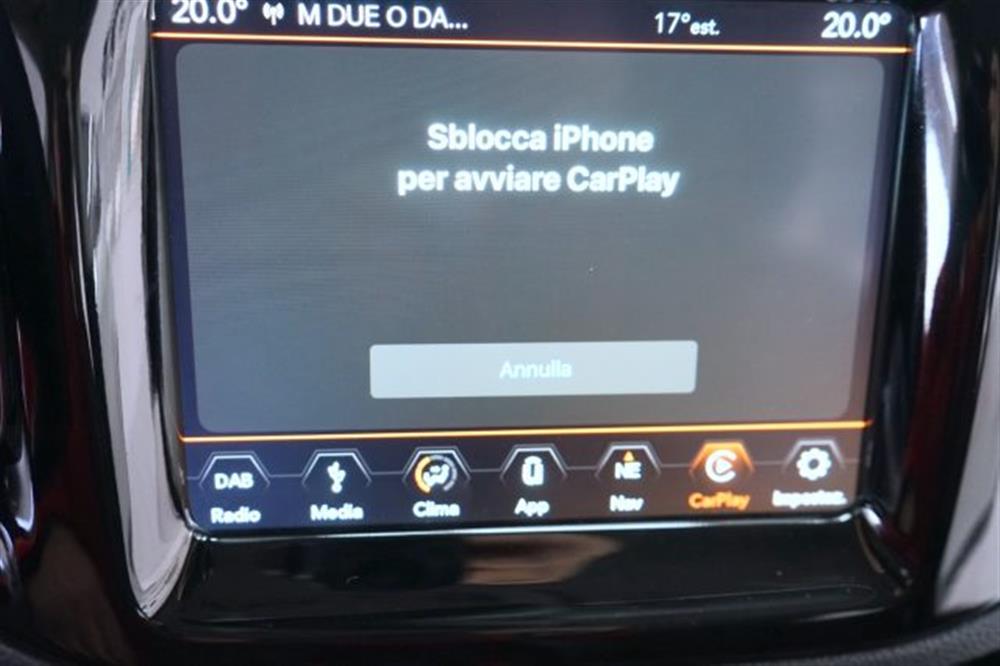 20.0° M DUE O DA... 17°est. 20.0°
Sblocca iPhone
per avviare CarPlay
Annulla
DAB NE
Radio Media Clima App Nav CarPlay Impostaz.